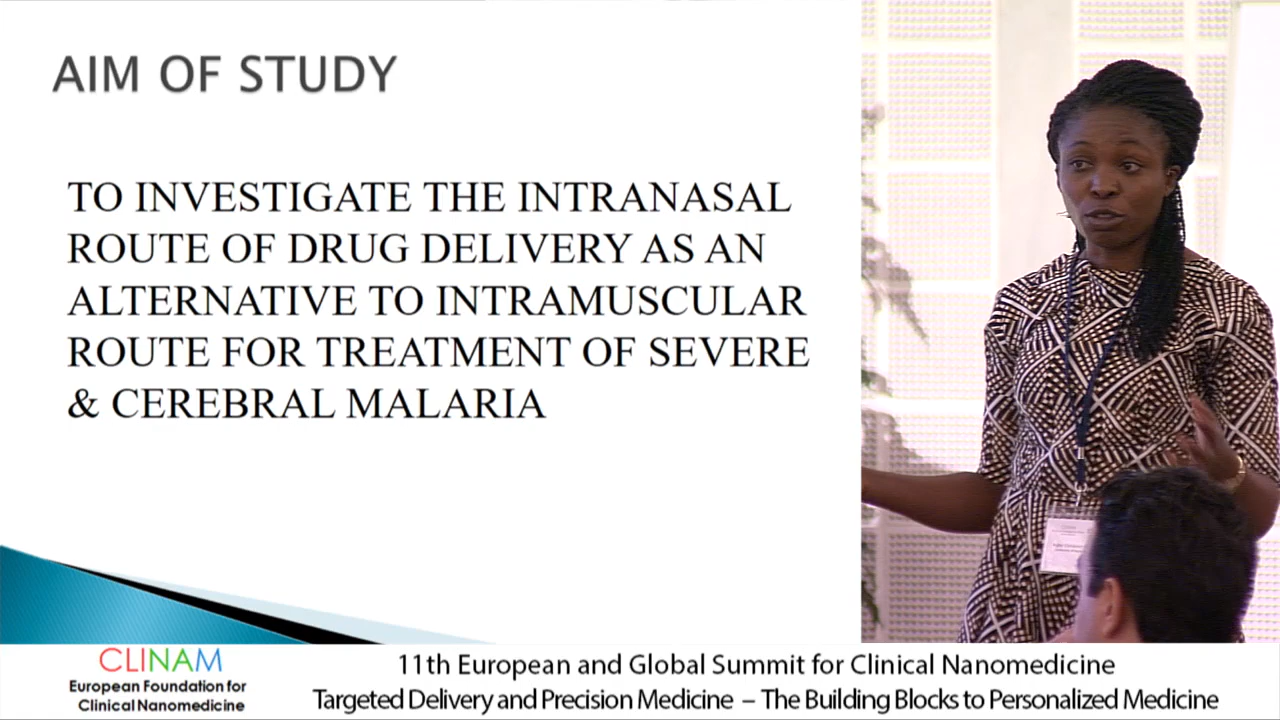 AIM OF STUDY
TO INVESTIGATE THE INTRANASAL
ROUTE OF DRUG DELIVERY AS AN
ALTERNATIVE TO INTRAMUSCULAR
ROUTE FOR TREATMENT OF SEVERE
& CEREBRAL MALARIA
CLINAM
European Foundation for
Clinical Nanomedicine
11th European and Global Summit for Clinical Nanomedicine
Targeted Delivery and Precision Medicine – The Building Blocks to Personalized Medicine